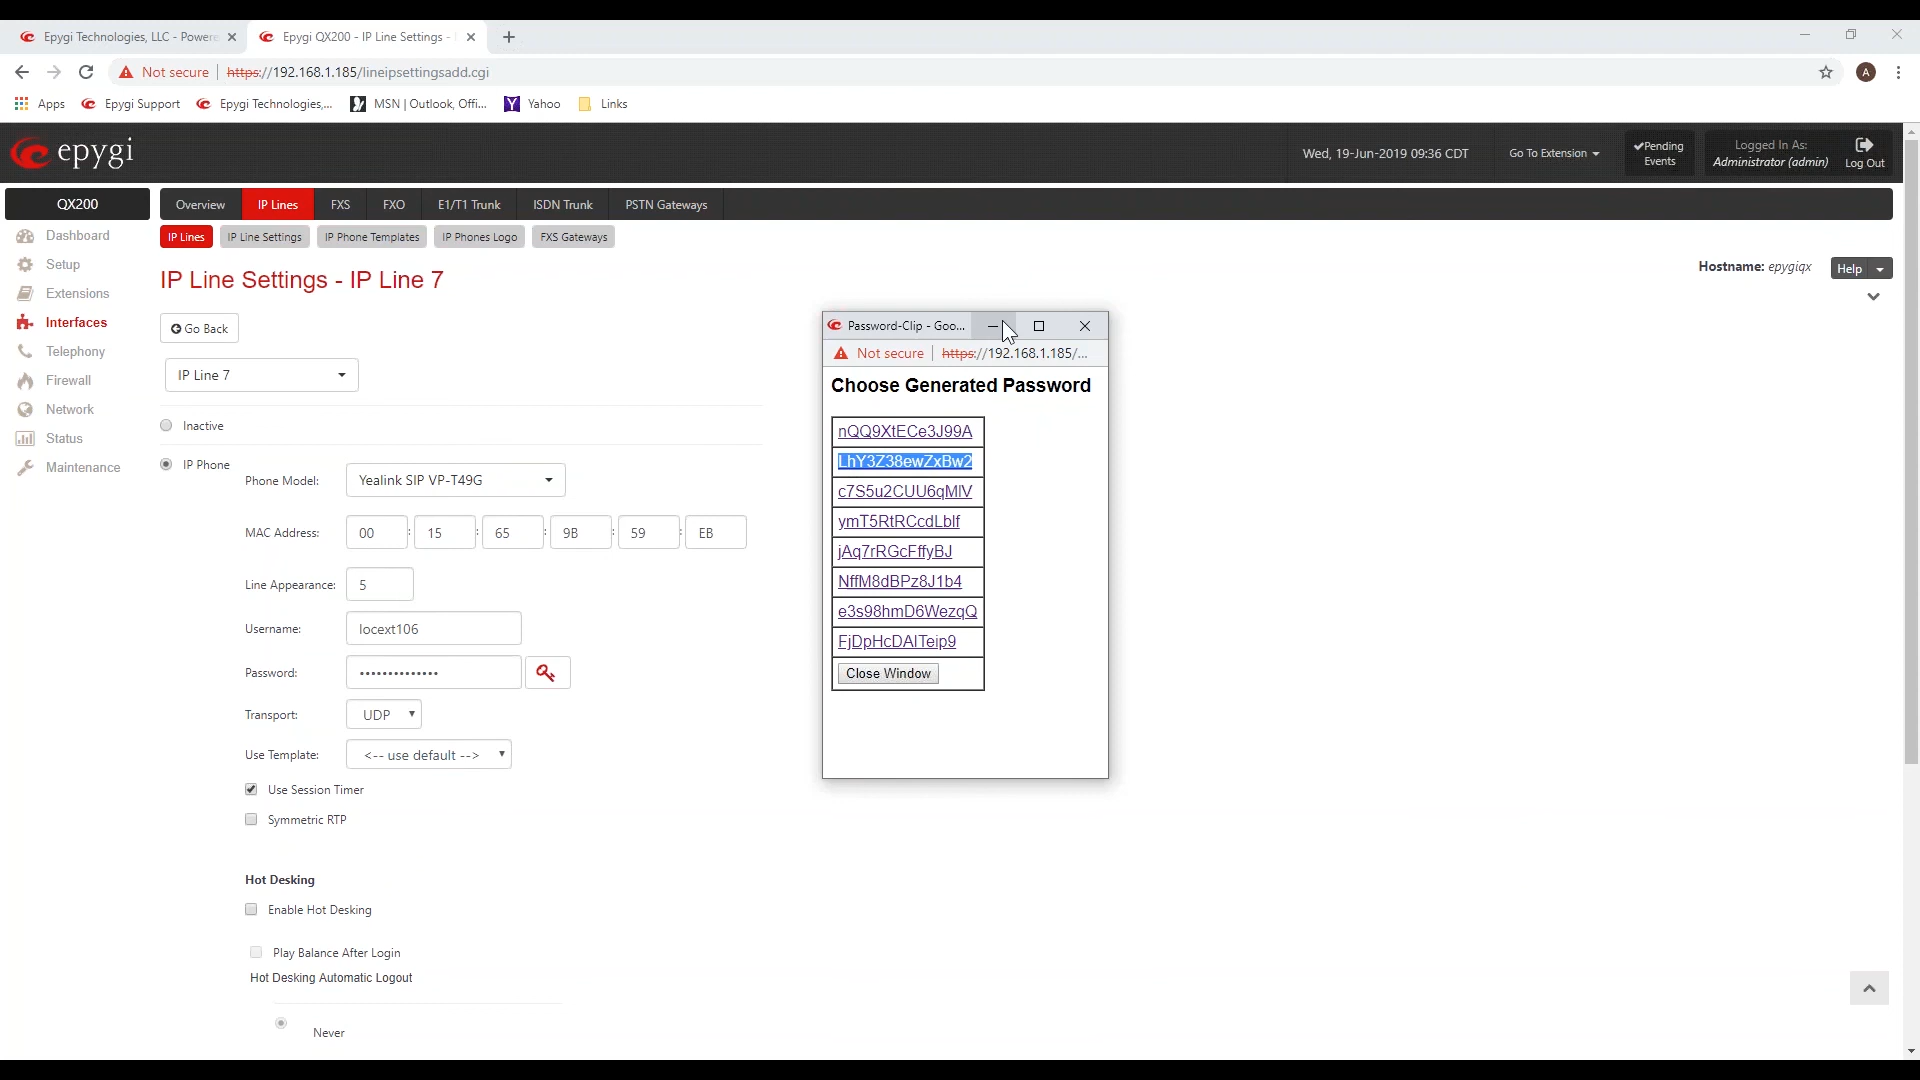 Epygi Technologies, LLC - Powere
Epygi QX200 - IP Line Settings -
Not secure | https://192.168.1.185/lineipsettingsadd.cgi
A
Apps Epygi Support Epygi Technologies,... MSN | Outlook, Offi... Yahoo Links
epygi
Wed, 19-Jun-2019 09:36 CDT
Go To Extension
Pending Events
Logged In As:
Administrator (admin)
Log Out
QX200
Overview IP Lines FXS FXO E1/T1 Trunk ISDN Trunk PSTN Gateways
Dashboard
Setup
Extensions
Interfaces
Telephony
Firewall
Network
Status
Maintenance
IP Lines IP Line Settings IP Phone Templates IP Phones Logo FXS Gateways
IP Line Settings - IP Line 7
Hostname: epygiqx
Help
Go Back
IP Line 7
Inactive
IP Phone
Phone Model: Yealink SIP VP-T49G
MAC Address: 00 : 15 : 65 : 9B : 59 : EB
Line Appearance: 5
Username: locext106
Password: ••••••••••••••
Transport: UDP
Use Template: <-- use default -->
Use Session Timer
Symmetric RTP
Hot Desking
Enable Hot Desking
Play Balance After Login
Hot Desking Automatic Logout
Never
Password-Clip - Goo...
Not secure | https://192.168.1.185/...
Choose Generated Password
nQQ9XtECe3J99A
LhY3Z38ewZxBw2
c7S5u2CUU6qMlV
ymT5RtRCcdLblf
jAq7rRGcFffyBJ
NffM8dBPz8J1b4
e3s98hmD6WezqQ
FjDpHcDAlTeip9
Close Window